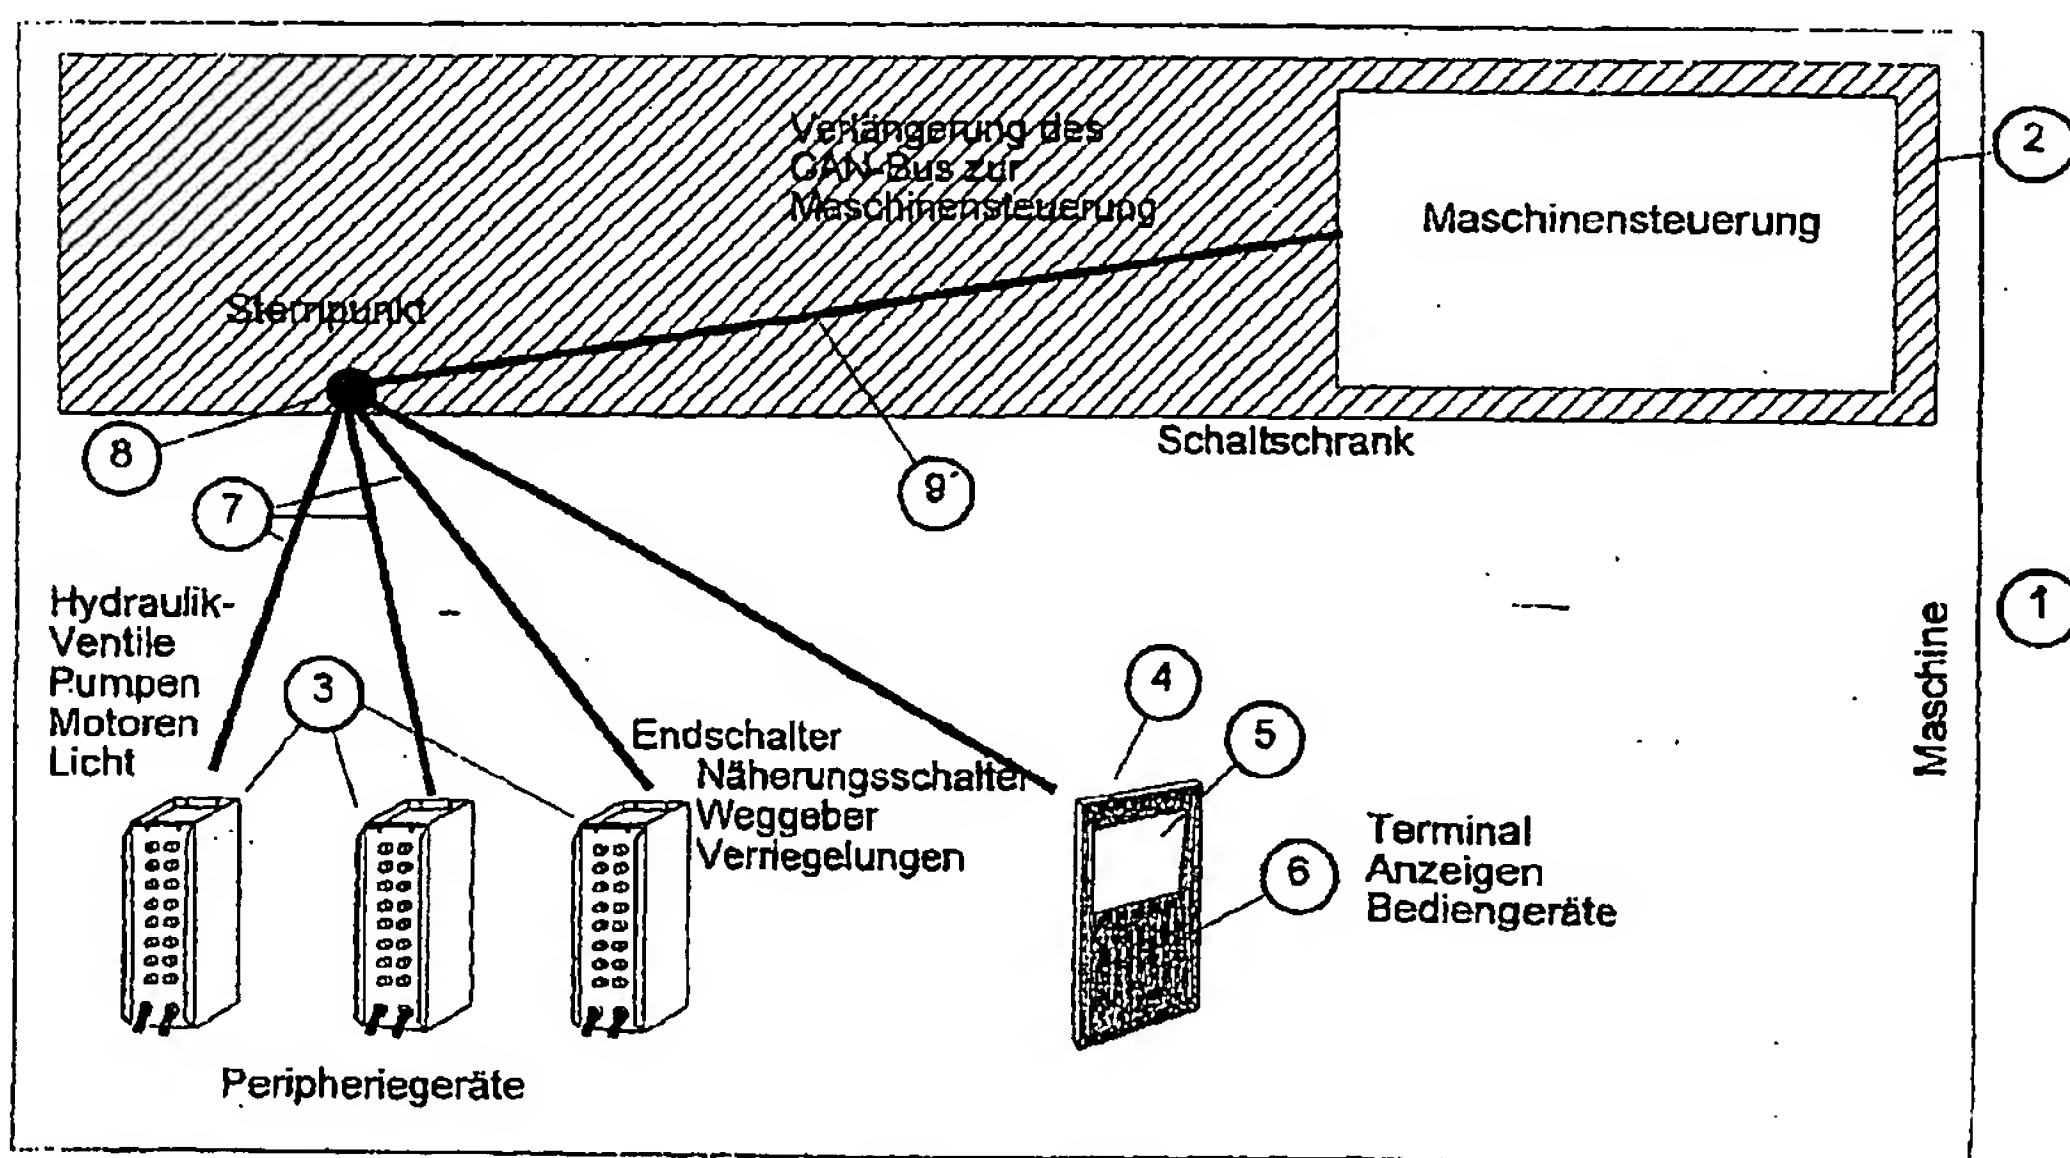 Verlängerung des
CAN-Bus zur
Maschinensteuerung
2
Maschinensteuerung
Sternpunkt
8
Schaltschrank
9'
7
1
Maschine
Hydraulik-
Ventile
Pumpen
Motoren
Licht
3
4
5
Endschalter
Näherungsschalter
Weggeber
Verriegelungen
6
Terminal
Anzeigen
Bediengeräte
Peripheriegeräte